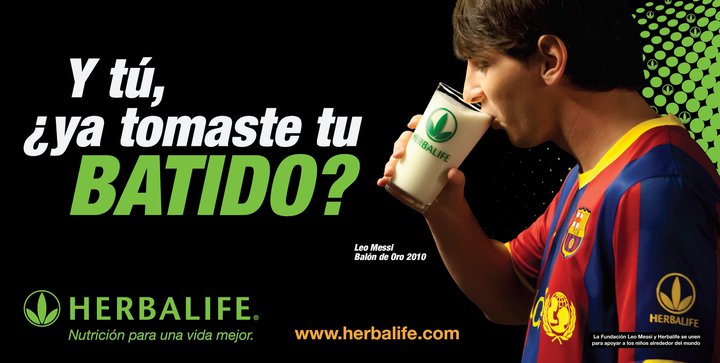 Y tú,
¿ya tomaste tu
BATIDO?
HERBALIFE
Leo Messi
Balón de Oro 2010
HERBALIFE®
Nutrición para una vida mejor.
www.herbalife.com
HERBALIFE
HERBALIFE
La Fundación Leo Messi y Herbalife se unen
para apoyar a los niños alrededor del mundo